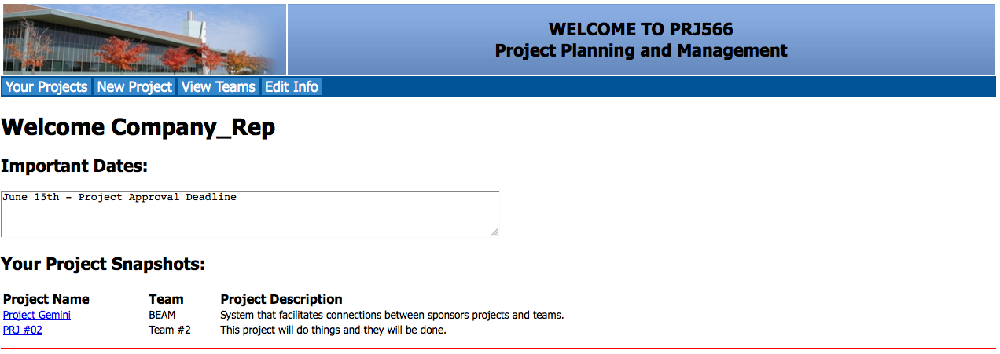 WELCOME TO PRJ566
Project Planning and Management
Your Projects New Project View Teams Edit Info
Welcome Company_Rep
Important Dates:
June 15th - Project Approval Deadline
Your Project Snapshots:
Project Name Team Project Description
Project Gemini BEAM System that facilitates connections between sponsors projects and teams.
PRJ #02 Team #2 This project will do things and they will be done.